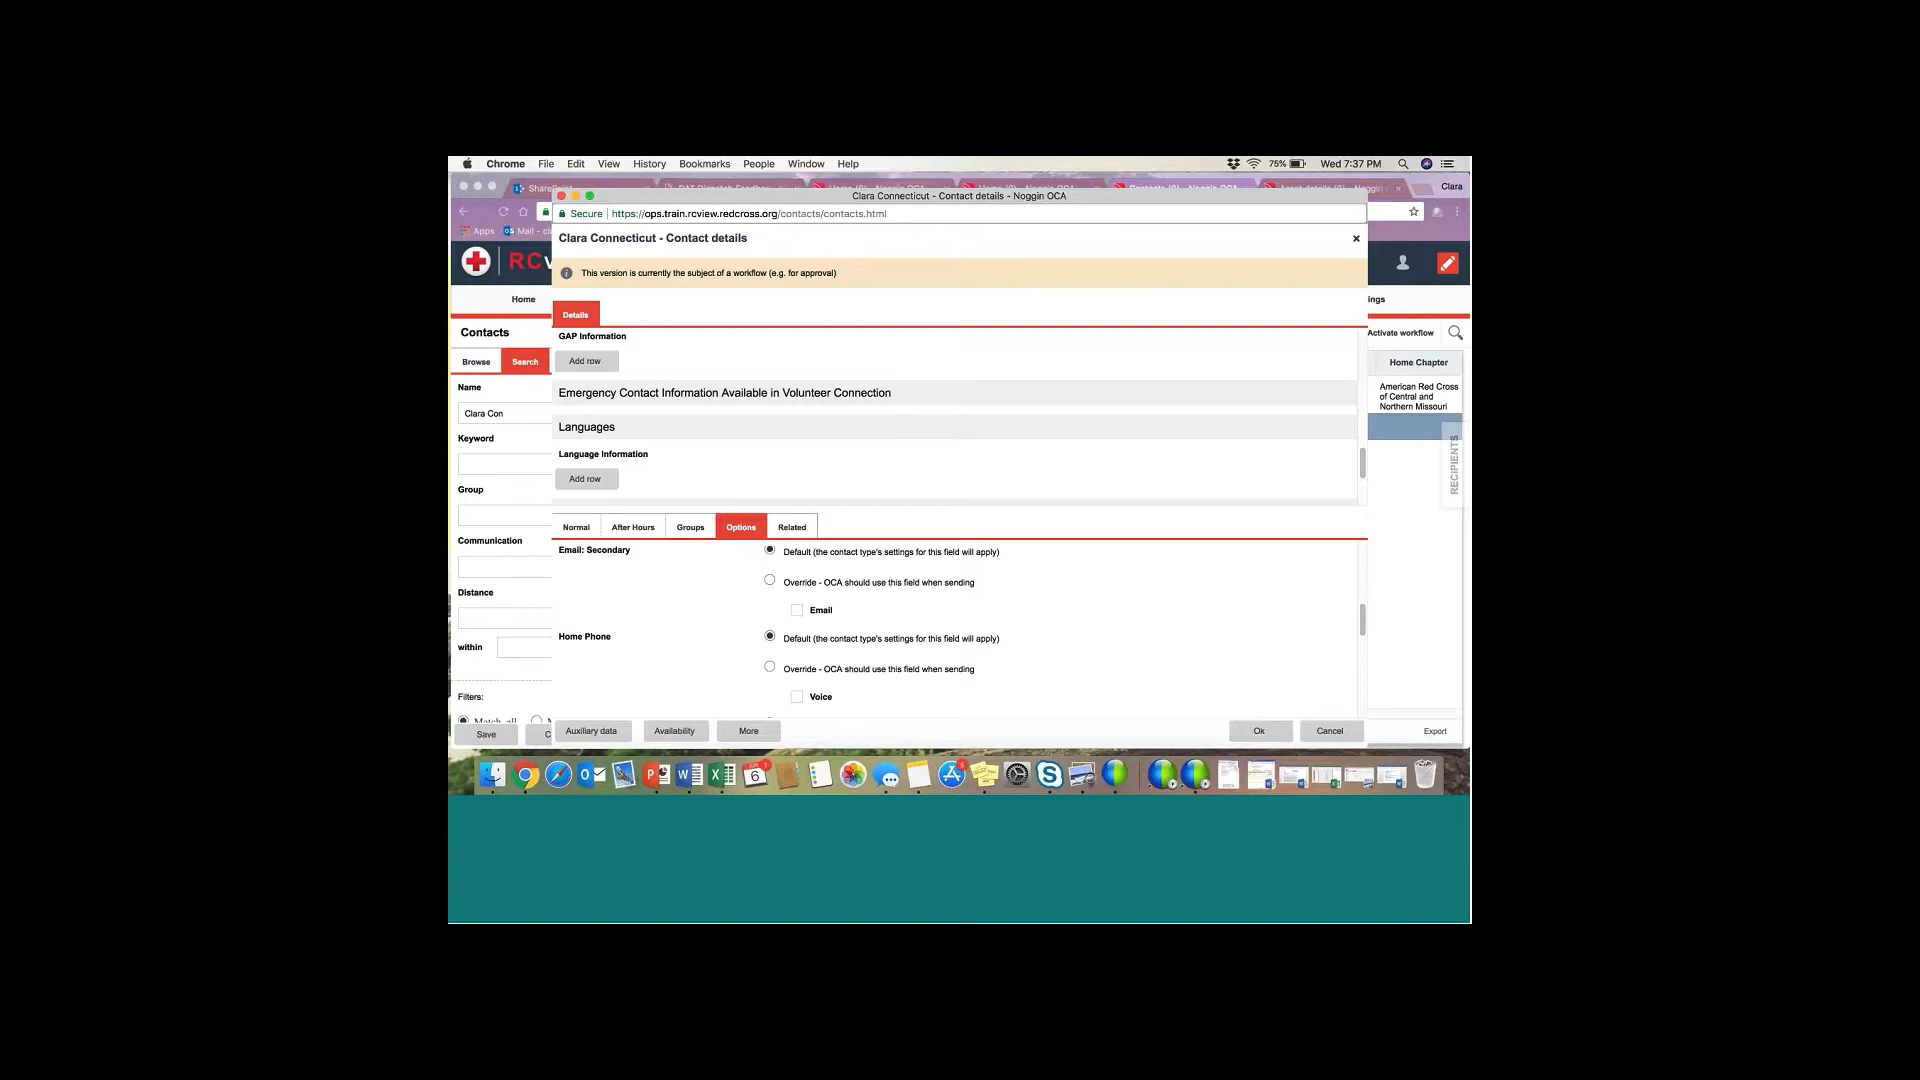 Chrome File Edit View History Bookmarks People Window Help 75% Wed 7:37 PM
Clara
Clara Connecticut - Contact details - Noggin OCA
Secure https://ops.train.rcview.redcross.org/contacts/contacts.html
Apps Mail - cl
Clara Connecticut - Contact details
This version is currently the subject of a workflow (e.g. for approval)
RCv
Home
ings
Details
Contacts
Activate workflow
GAP Information
Browse Search
Add row
Home Chapter
Name
American Red Cross
of Central and
Northern Missouri
Emergency Contact Information Available in Volunteer Connection
Clara Con
Languages
Keyword
Language Information
RECIPIENTS
Add row
Group
Normal After Hours Groups Options Related
Communication
Email: Secondary
Default (the contact type's settings for this field will apply)
Override - OCA should use this field when sending
Distance
Email
Home Phone
Default (the contact type's settings for this field will apply)
within
Override - OCA should use this field when sending
Filters:
Voice
Match all
Save
Auxiliary data Availability More Ok Cancel
Export